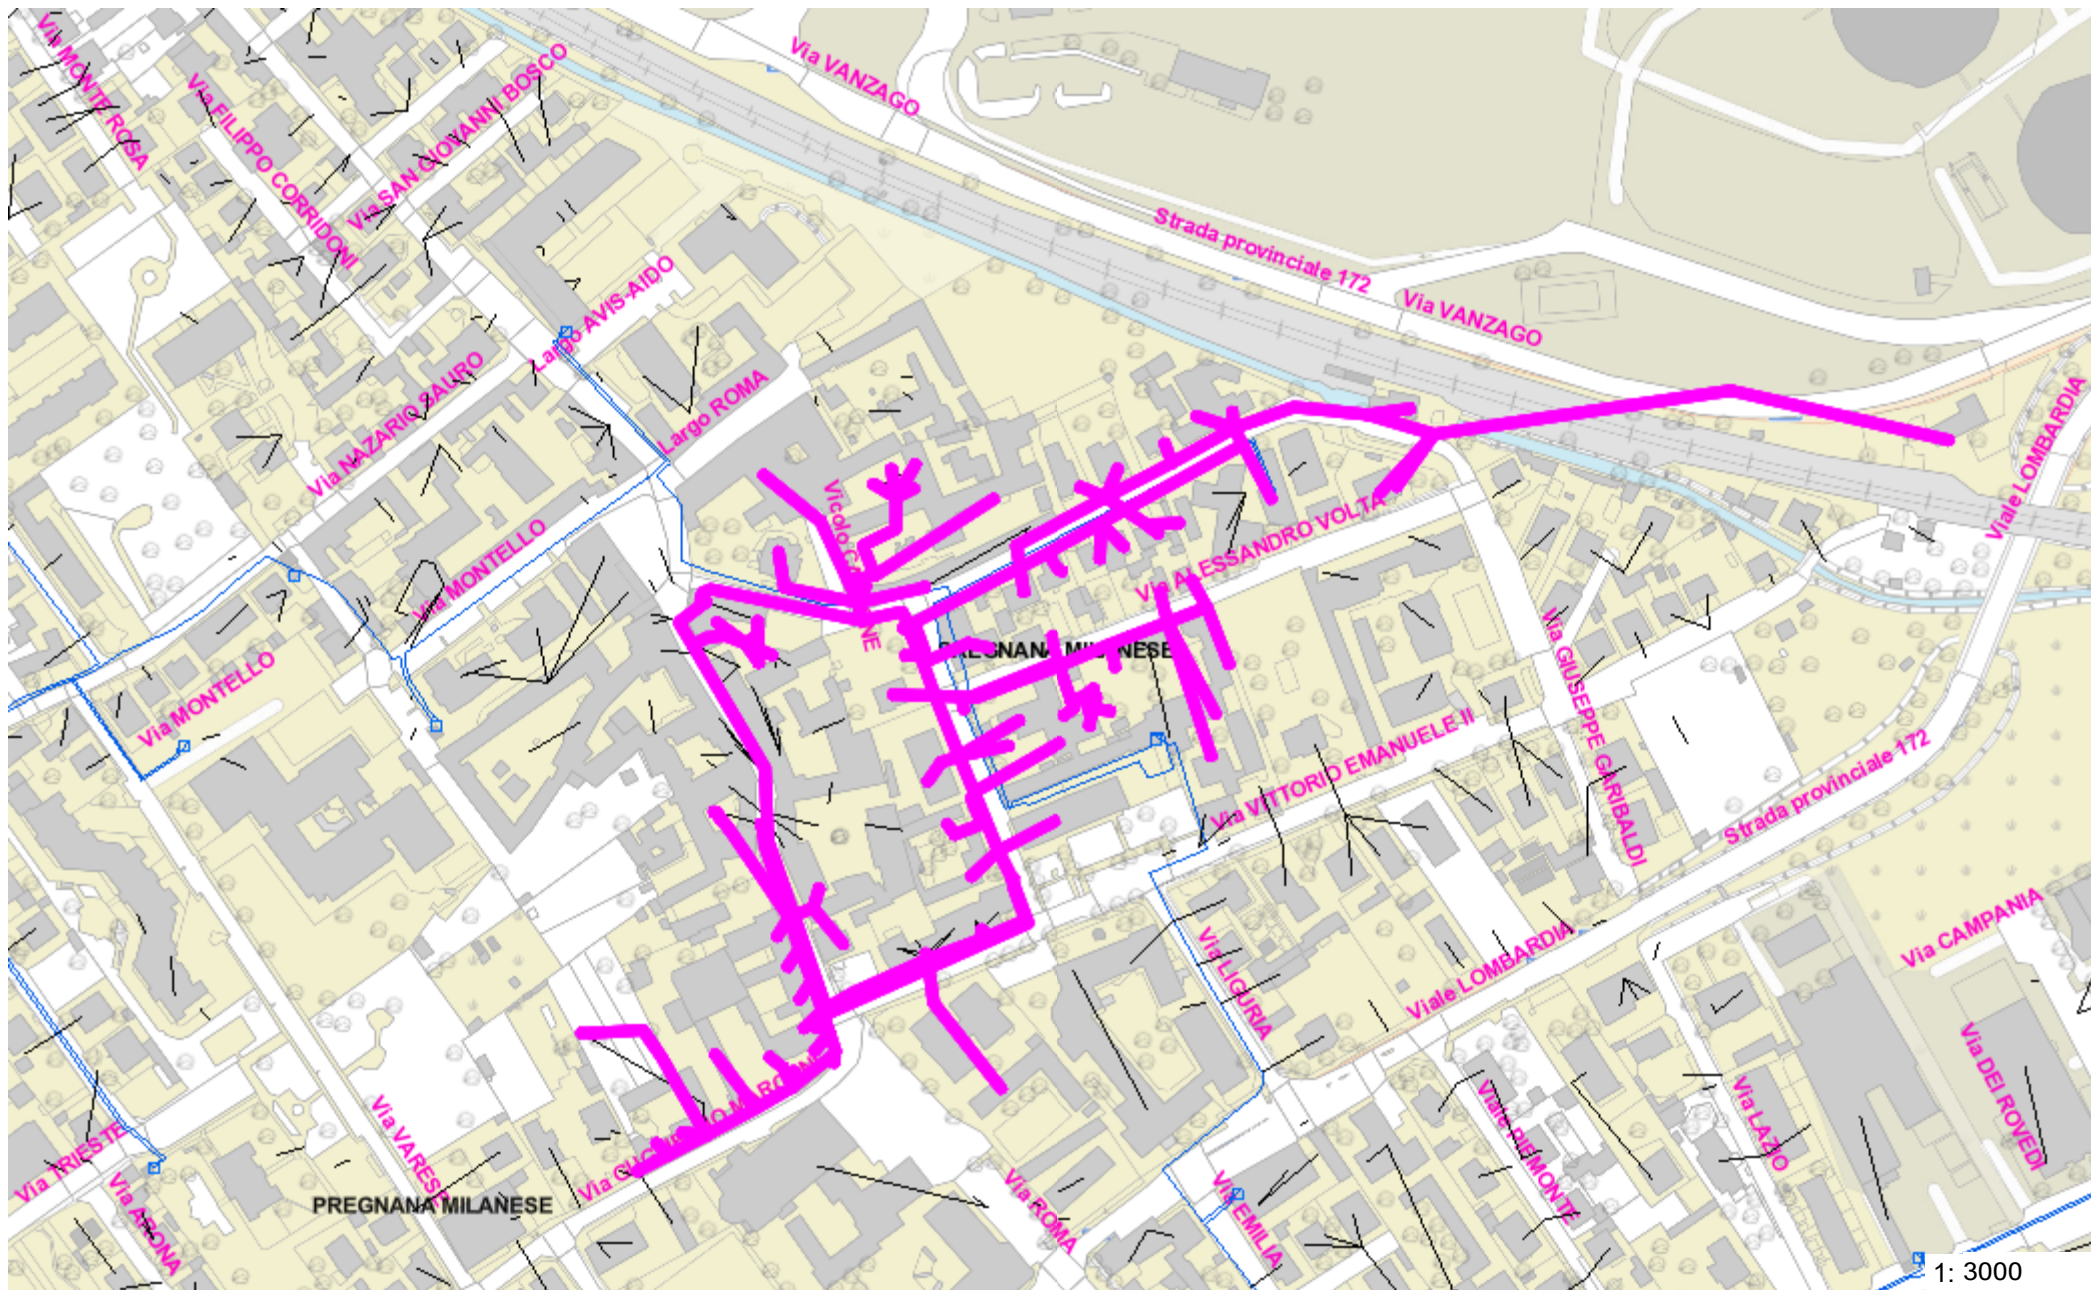 Via MONTE ROSA
Via FILIPPO CORRIDONI
Via SAN GIOVANNI BOSCO
Via VANZAGO
Strada provinciale 172
Via VANZAGO
Largo AVIS-AIDO
Largo ROMA
Via NAZARIO SAURO
Viale LOMBARDIA
Vicolo
Via MONTELLO
Via ALESSANDRO VOLTA
PREGNANA MILANESE
Via MONTELLO
Via GIUSEPPE GARIBALDI
Via VITTORIO EMANUELE II
Strada provinciale 172
Via LIGURIA
Viale LOMBARDIA
Via CAMPANIA
Via DEI ROVEDI
Via TRIESTE
Via ARONA
Via VARESE
Via
Viale PIEMONTE
Via LAZIO
PREGNANA MILANESE
Via ROMA
Via EMILIA
1: 3000